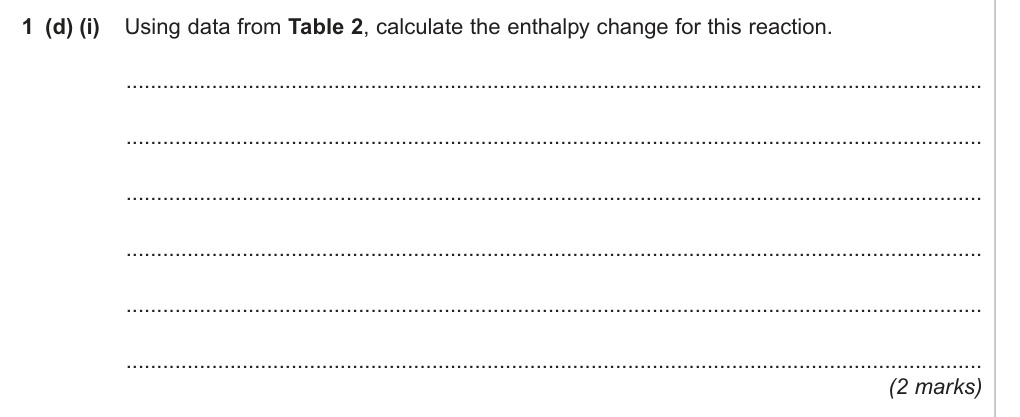 1 (d) (i) Using data from Table 2, calculate the enthalpy change for this reaction.
(2 marks)